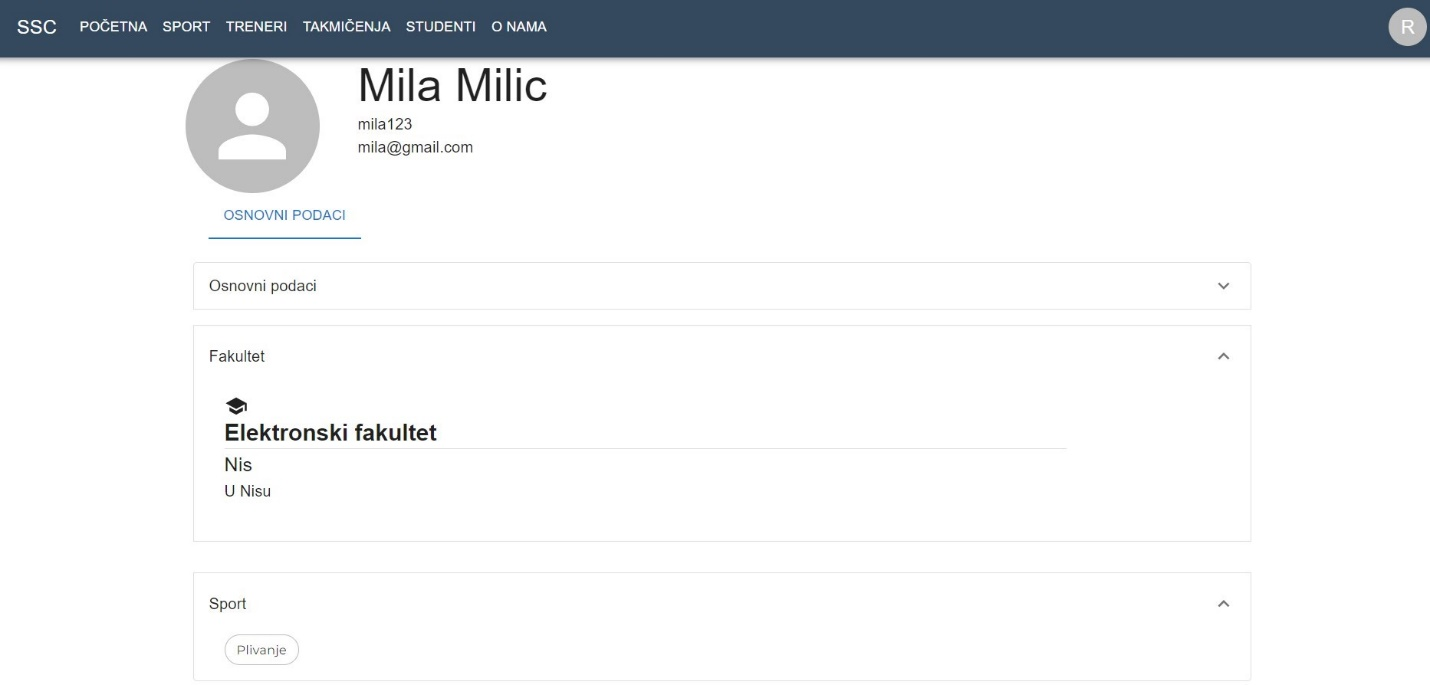 SSC POČETNA SPORT TRENERI TAKMIČENJA STUDENTI O NAMA R
Mila Milic
mila123
mila@gmail.com
OSNOVNI PODACI
Osnovni podaci
Fakultet
Elektronski fakultet
Nis
U Nisu
Sport
Plivanje